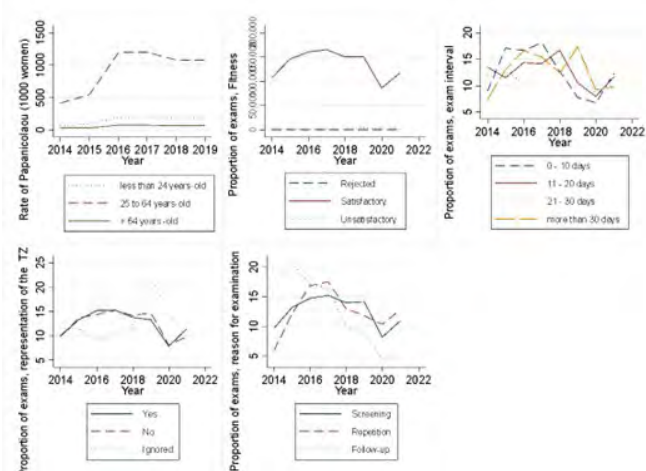 Rate of Papanicolaou (1000 women)
1500
1000
500
0
2014 2015 2016 2017 2018 2019
Year
less than 24 years-old
25 to 64 years-old
+ 64 years-old
Proportion of exams, Fitness
0
2014 2016 2018 2020 2022
Year
Rejected
Satisfactory
Unsatisfactory
Proportion of exams, exam interval
20
15
10
5
2014 2016 2018 2020 2022
Year
0 - 10 days
11 - 20 days
21 - 30 days
more than 30 days
Proportion of exams, representation of the TZ
25
20
15
10
5
2014 2016 2018 2020 2022
Year
Yes
No
Ignored
Proportion of exams, reason for examination
20
15
10
5
2014 2016 2018 2020 2022
Year
Screening
Repetition
Follow-up